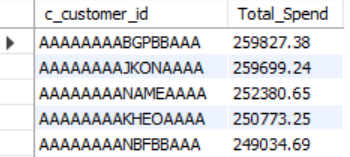 c_customer_id Total_Spend
AAAAAAAABGPBBAAA 259827.38
AAAAAAAAJKONAAAA 259699.24
AAAAAAAANAMEAAAA 252380.65
AAAAAAAAKHEOAAAA 250773.25
AAAAAAAANBFBBAAA 249034.69